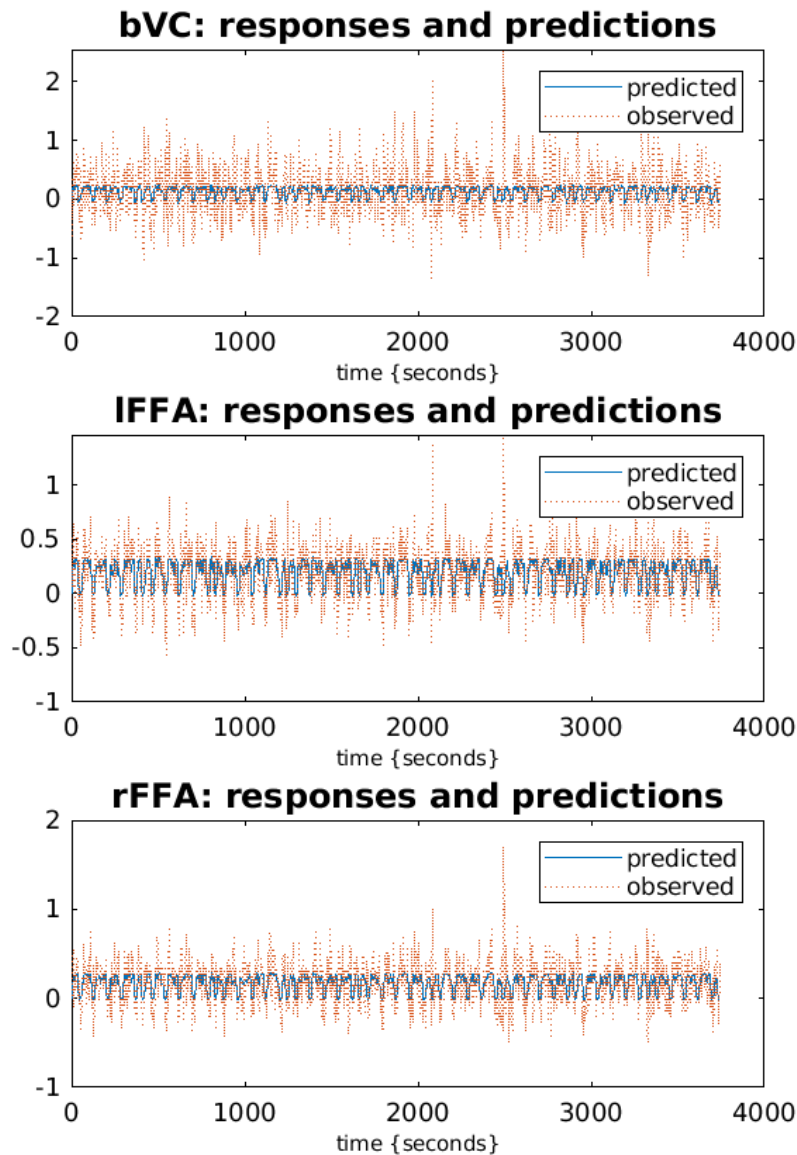 bVC: responses and predictions
2
1
0
-1
-2
predicted
observed
0 1000 2000 3000 4000
time {seconds}
lFFA: responses and predictions
1
0.5
0
-0.5
-1
predicted
observed
0 1000 2000 3000 4000
time {seconds}
rFFA: responses and predictions
2
1
0
-1
predicted
observed
0 1000 2000 3000 4000
time {seconds}